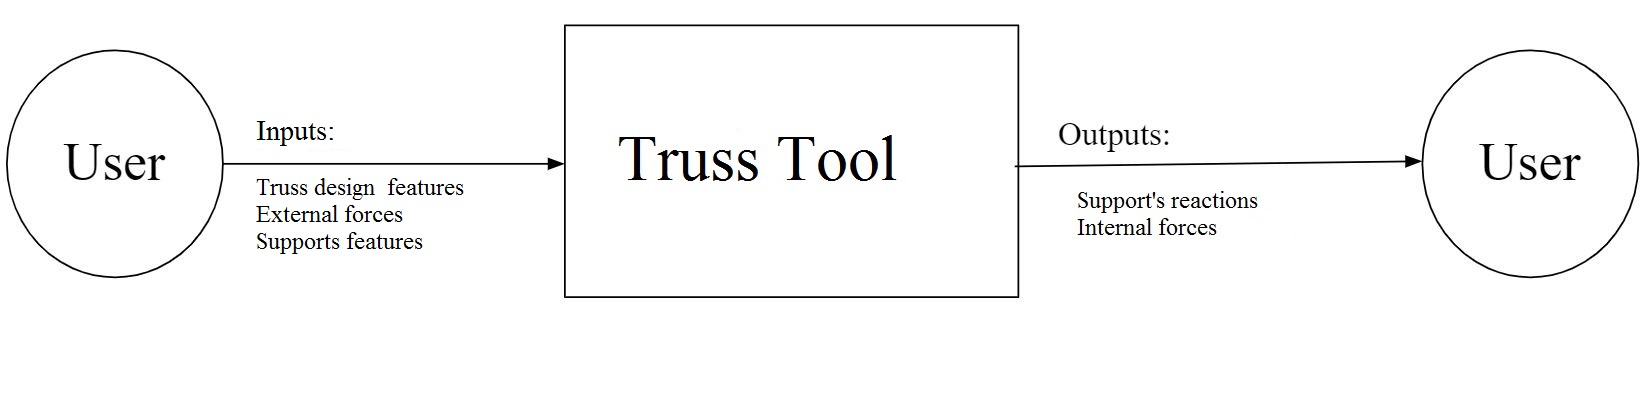 User
Inputs:
Truss design  features
External forces
Supports features
Truss Tool
Outputs:
Support's reactions
Internal forces
User